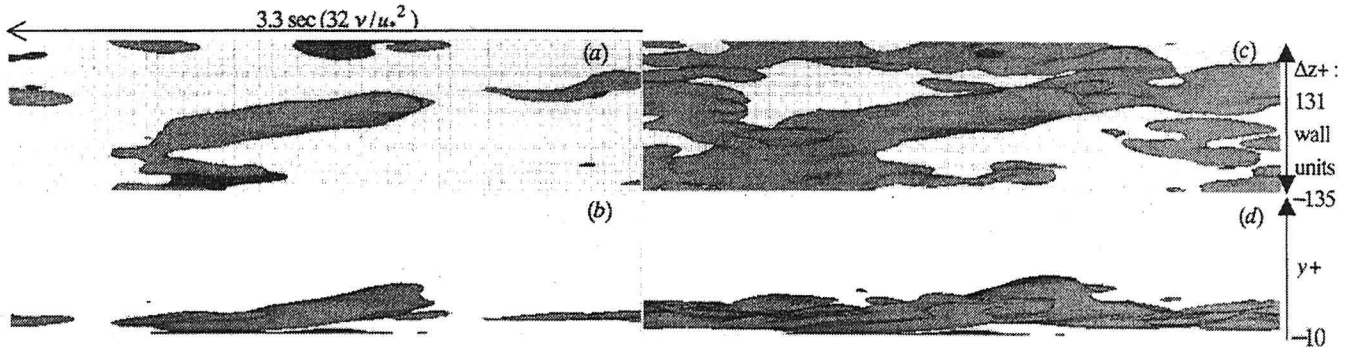 3.3 sec (32 ν/u*²)
(a)
(c)
Δz+ :
131
wall
units
–135
(b)
(d)
y+
–10